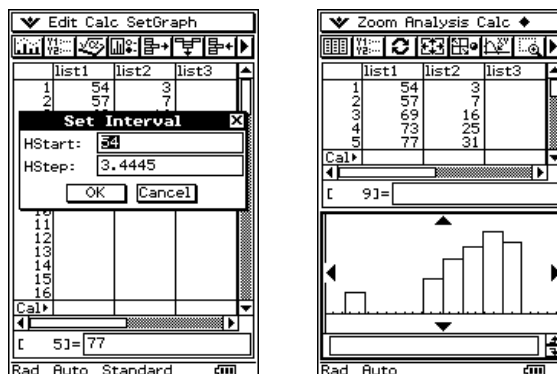 Edit Calc SetGraph
list1 list2 list3
1 54 3
2 57 7
Set Interval
HStart: 54
HStep: 3.4445
OK Cancel
11
12
13
14
15
16
Cal
[ 5]= 77
Rad Auto Standard
Zoom Analysis Calc
list1 list2 list3
1 54 3
2 57 7
3 69 16
4 73 25
5 77 31
Cal
[ 9]=
Rad Auto